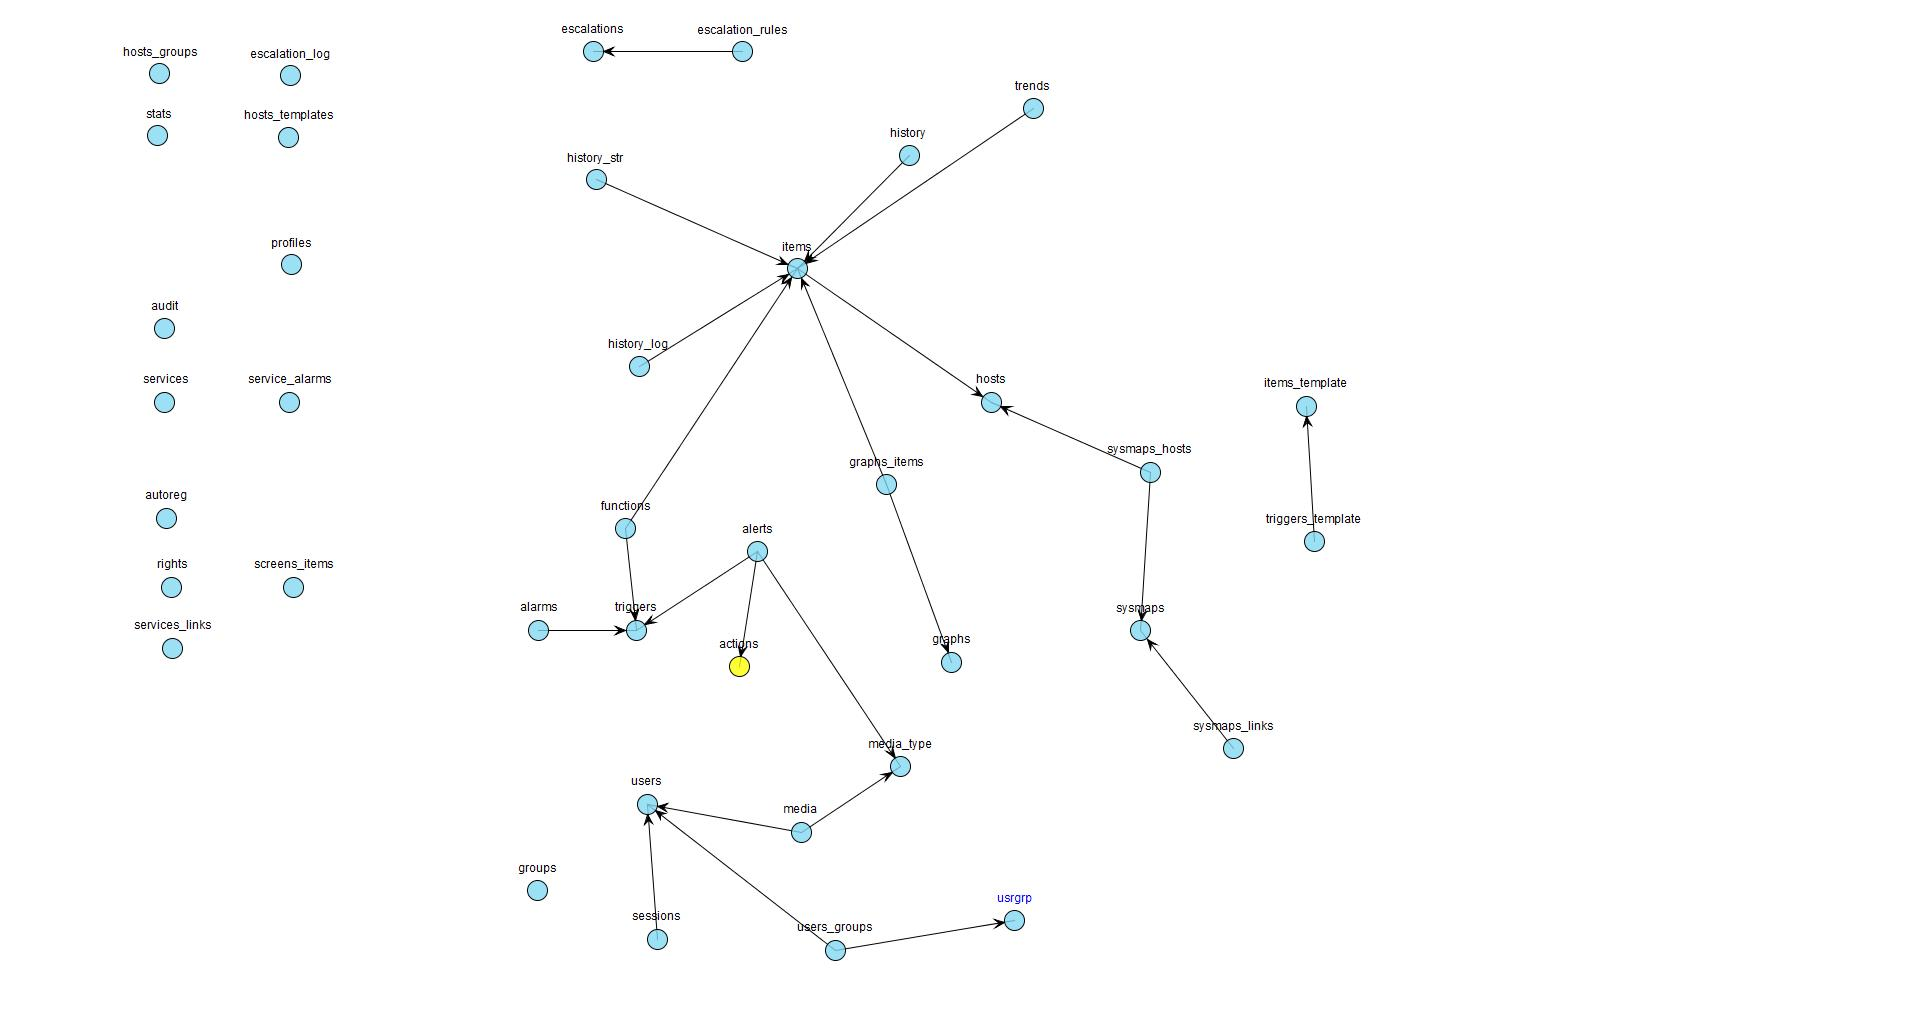 escalations
escalation_rules
hosts_groups
escalation_log
trends
stats
hosts_templates
history
history_str
profiles
items
audit
history_log
services
service_alarms
hosts
items_template
sysmaps_hosts
graphs_items
autoreg
functions
triggers_template
alerts
rights
screens_items
alarms
triggers
sysmaps
services_links
actions
graphs
sysmaps_links
media_type
users
media
groups
usrgrp
sessions
users_groups